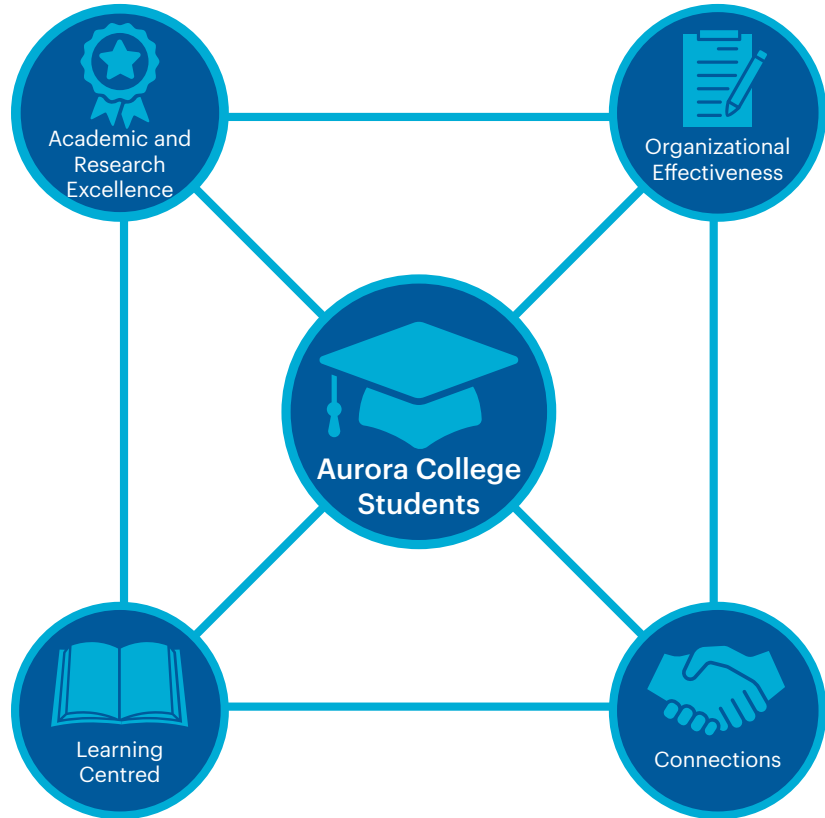 Academic and
Research
Excellence
Organizational
Effectiveness
Aurora College
Students
Learning
Centred
Connections